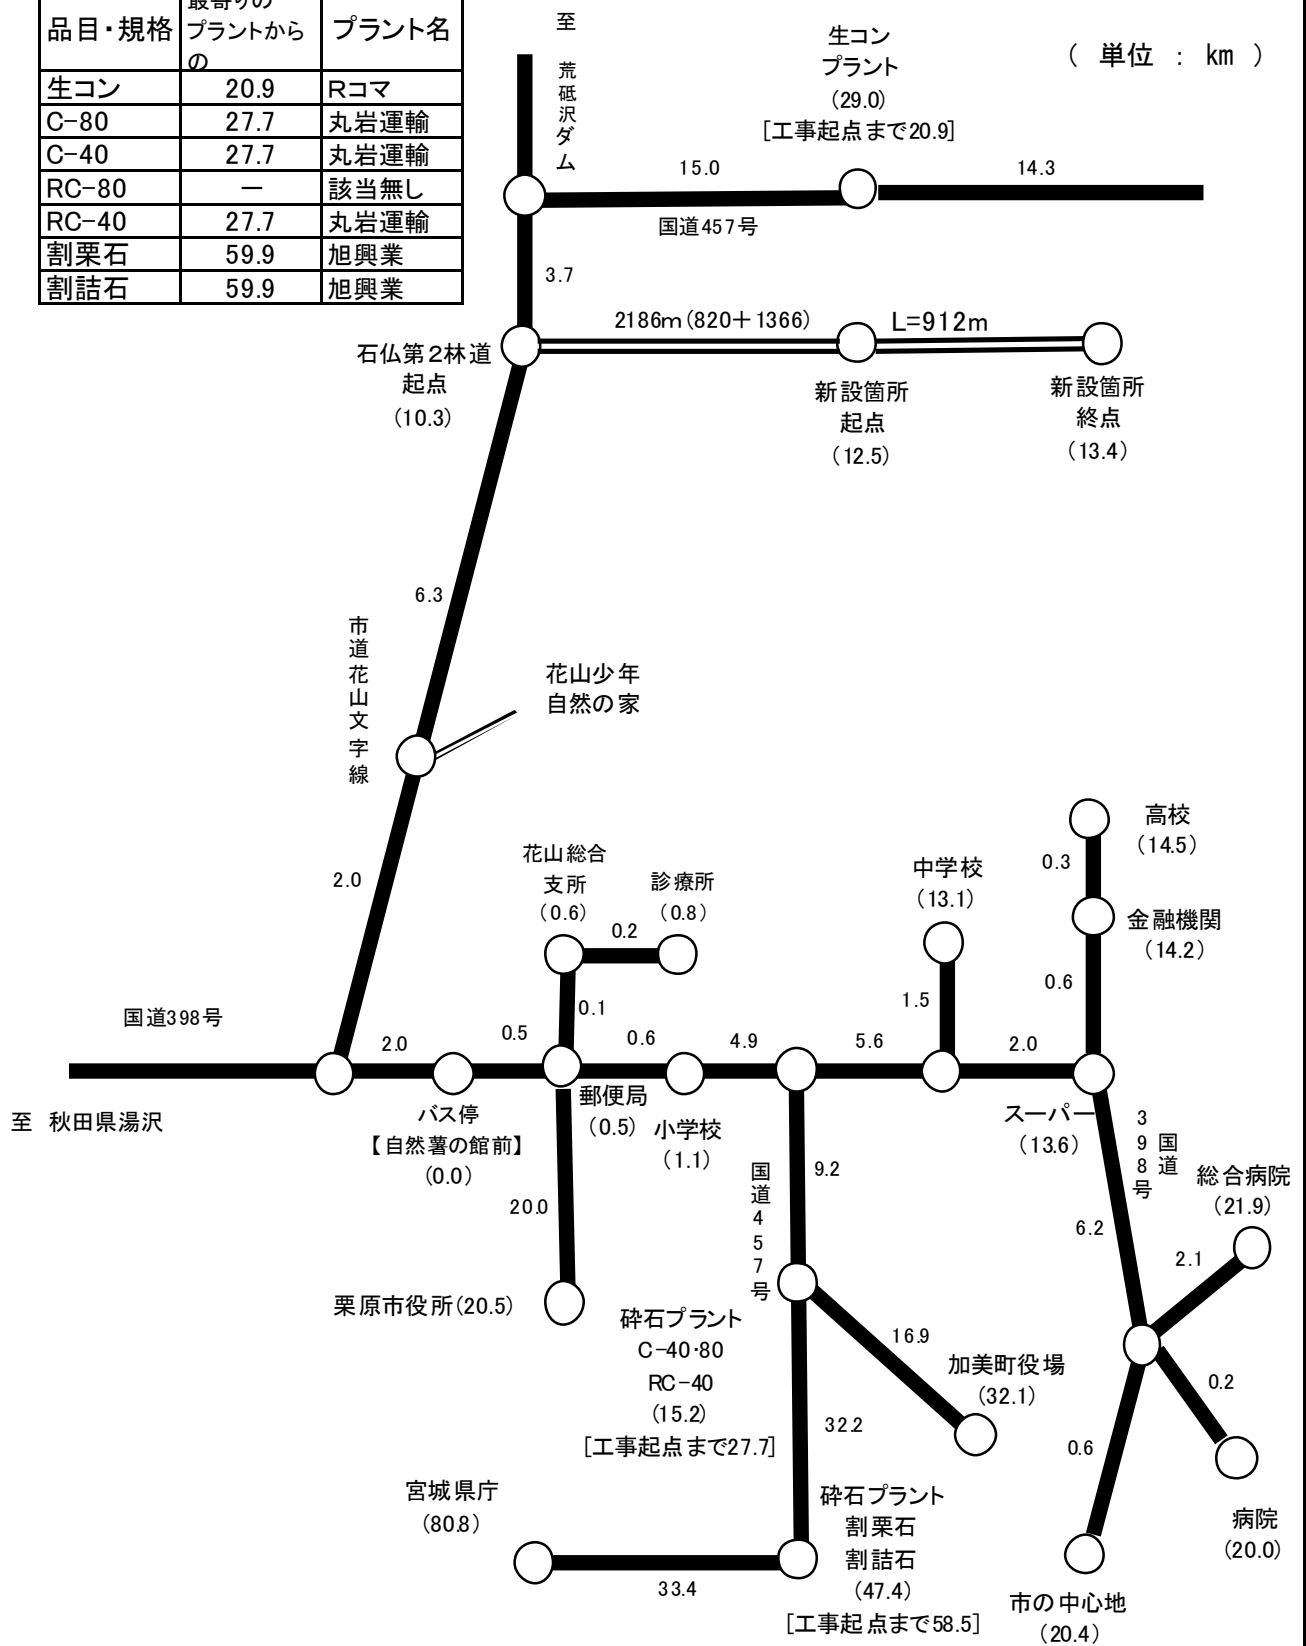 最寄りの
品目・規格 プラントから プラント名
の
生コン 20.9 Rコマ
C-80 27.7 丸岩運輸
C-40 27.7 丸岩運輸
RC-80 － 該当無し
RC-40 27.7 丸岩運輸
割栗石 59.9 旭興業
割詰石 59.9 旭興業
至 荒砥沢ダム
生コン
プラント
(29.0)
[工事起点まで20.9]
( 単位 : km )
15.0
14.3
国道457号
3.7
2186m(820＋1366)
L=912m
石仏第2林道
起点
(10.3)
新設箇所
起点
(12.5)
新設箇所
終点
(13.4)
6.3
市道花山文字線
花山少年
自然の家
2.0
高校
(14.5)
0.3
金融機関
(14.2)
0.6
中学校
(13.1)
1.5
花山総合
支所
(0.6)
診療所
(0.8)
0.2
0.1
国道398号
2.0
0.5
0.6
4.9
5.6
2.0
至 秋田県湯沢
バス停
【自然薯の館前】
(0.0)
郵便局
(0.5)
小学校
(1.1)
スーパー
(13.6)
国道
398号
総合病院
(21.9)
20.0
国道457号
9.2
6.2
2.1
栗原市役所(20.5)
砕石プラント
C-40･80
RC-40
(15.2)
[工事起点まで27.7]
16.9
加美町役場
(32.1)
0.2
32.2
0.6
宮城県庁
(80.8)
砕石プラント
割栗石
割詰石
(47.4)
[工事起点まで58.5]
病院
(20.0)
33.4
市の中心地
(20.4)